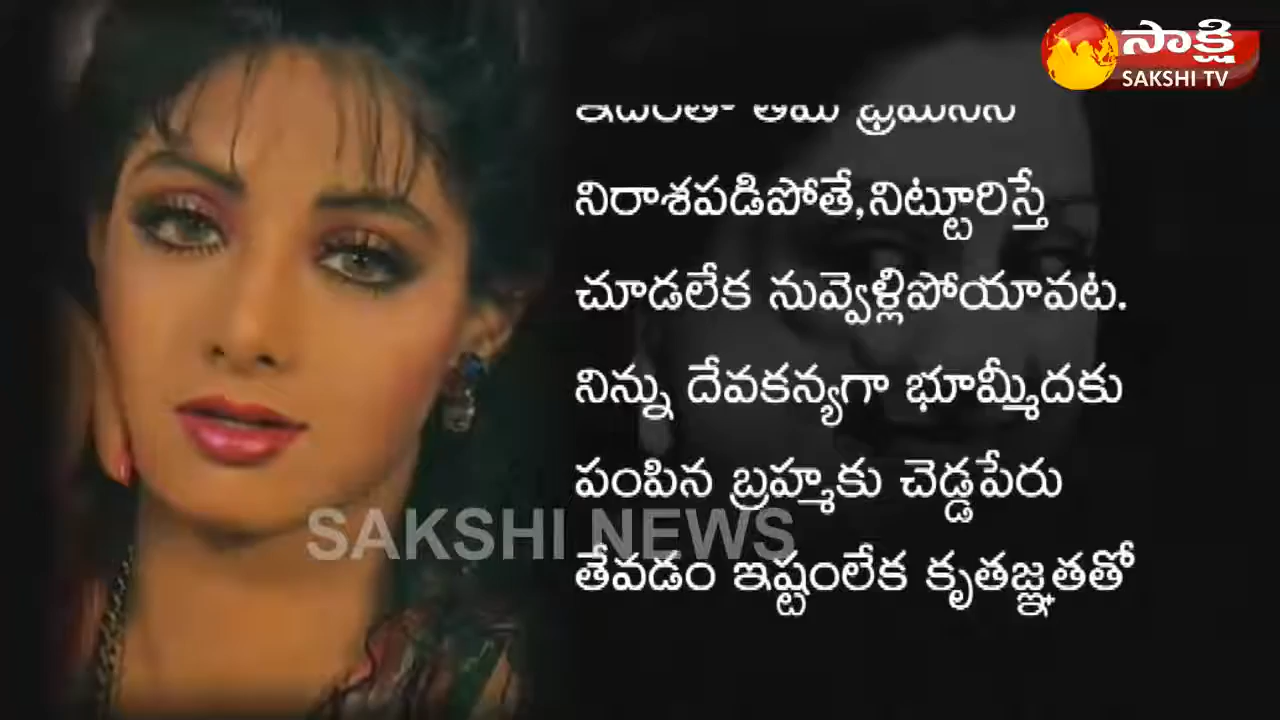 సాక్షి
SAKSHI TV
నిరాశపడిపోతే,నిట్టూరిస్తే
చూడలేక నువ్వెళ్లిపోయావట.
నిన్ను దేవకన్యగా భూమ్మీదకు
పంపిన బ్రహ్మకు చెడ్డపేరు
SAKSHI NEWS
తేవడం ఇష్టంలేక కృతజ్ఞతతో